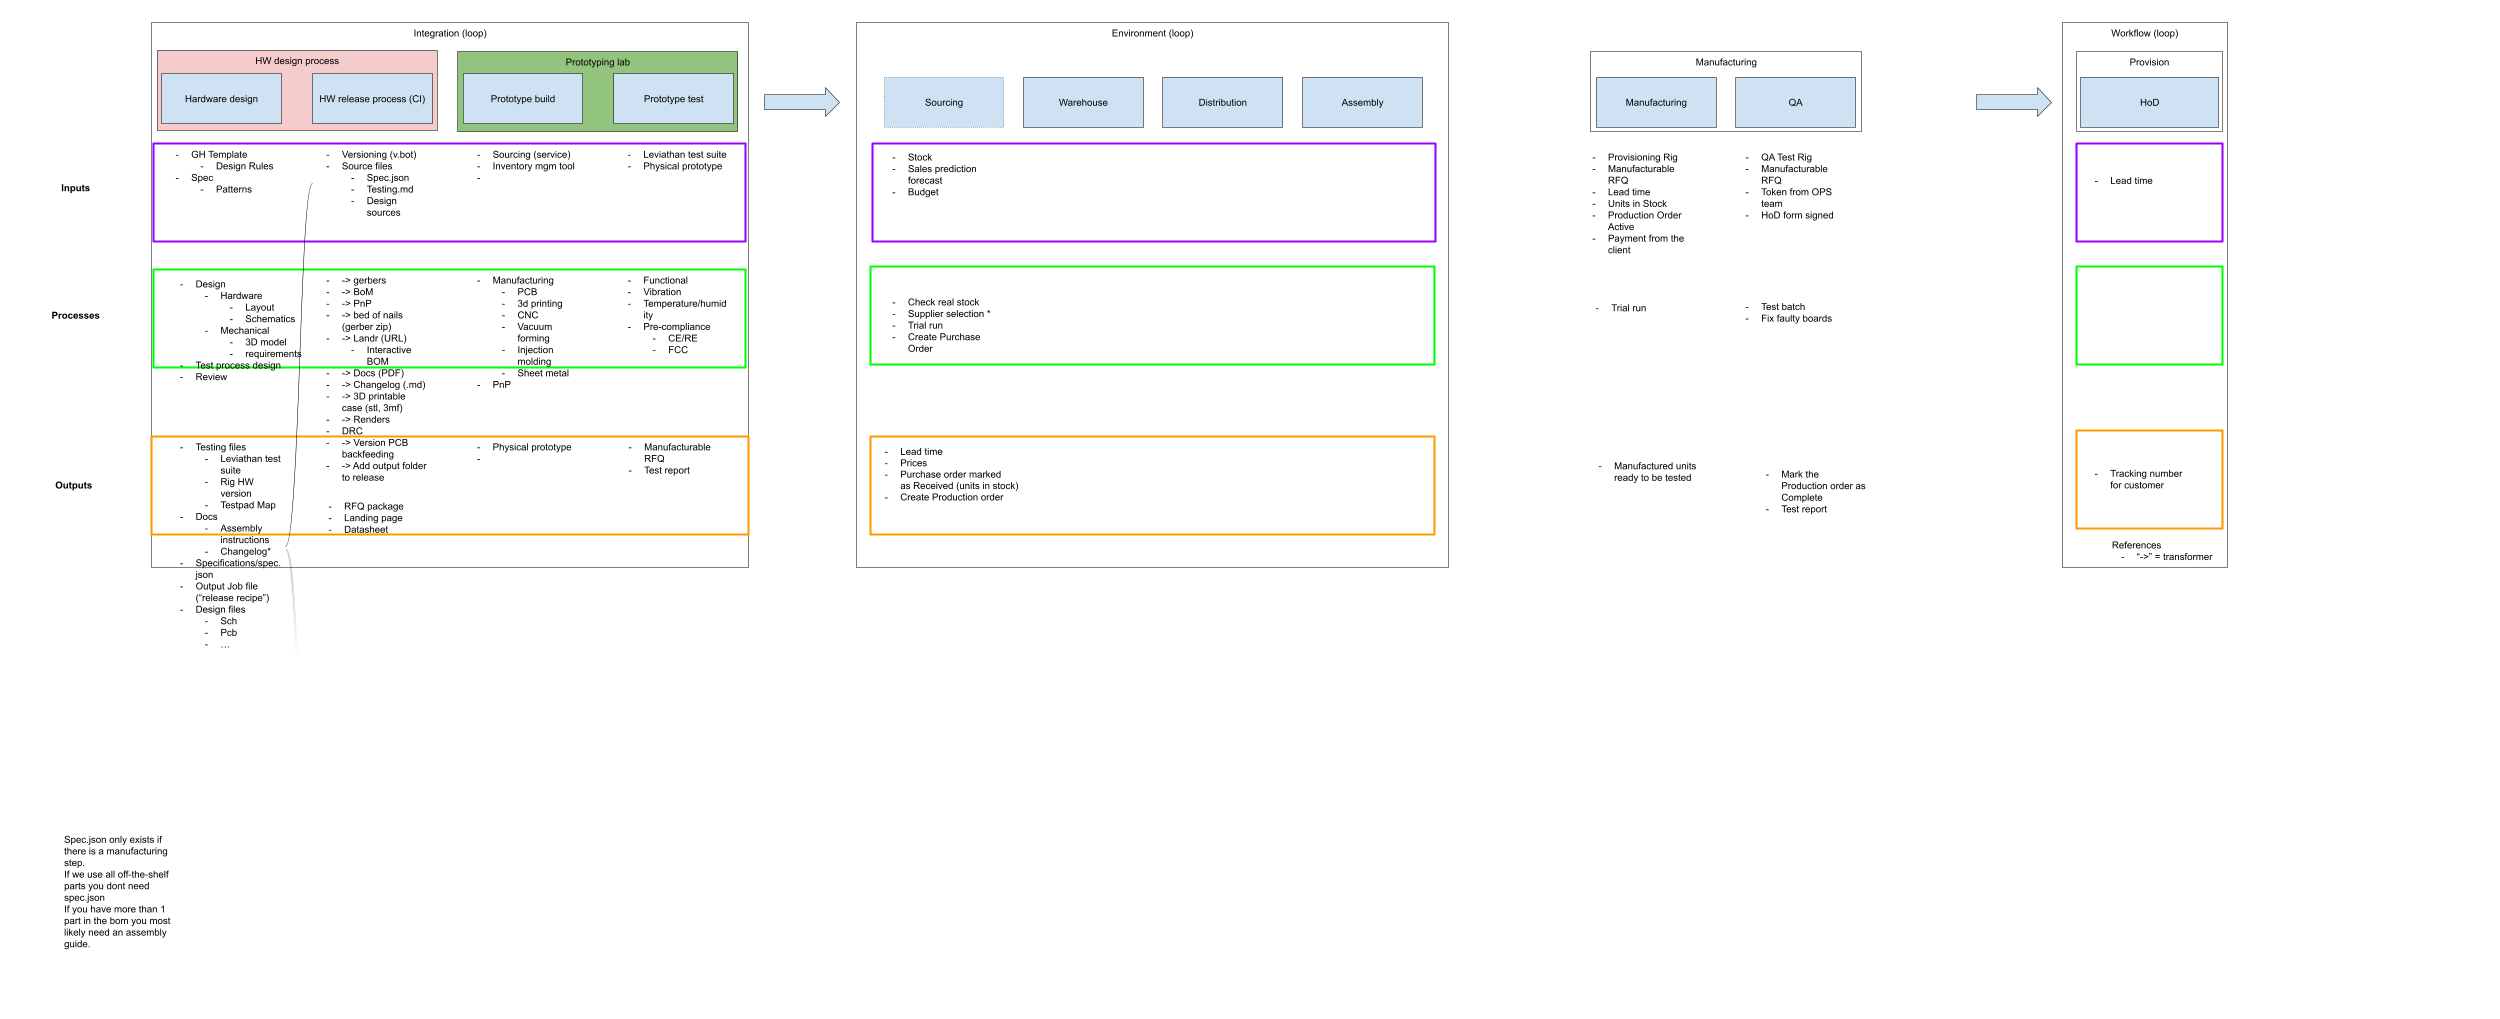 Integration (loop)
HW design process
Hardware design
HW release process (CI)
Prototyping lab
Prototype build
Prototype test
Environment (loop)
Sourcing
Warehouse
Distribution
Assembly
Manufacturing
Manufacturing
QA
Workflow (loop)
Provision
HoD
Inputs
- GH Template
- Design Rules
- Spec
- Patterns
- Versioning (v.bot)
- Source files
- Spec.json
- Testing.md
- Design
sources
- Sourcing (service)
- Inventory mgm tool
-
- Leviathan test suite
- Physical prototype
- Stock
- Sales prediction
forecast
- Budget
- Provisioning Rig
- Manufacturable
RFQ
- Lead time
- Units in Stock
- Production Order
Active
- Payment from the
client
- QA Test Rig
- Manufacturable
RFQ
- Token from OPS
team
- HoD form signed
- Lead time
Processes
- Design
- Hardware
- Layout
- Schematics
- Mechanical
- 3D model
- requirements
- Test process design
- Review
- -> gerbers
- -> BoM
- -> PnP
- -> bed of nails
(gerber zip)
- -> Landr (URL)
- Interactive
BOM
- -> Docs (PDF)
- -> Changelog (.md)
- -> 3D printable
case (stl, 3mf)
- -> Renders
- DRC
- -> Version PCB
backfeeding
- -> Add output folder
to release
- Manufacturing
- PCB
- 3d printing
- CNC
- Vacuum
forming
- Injection
molding
- Sheet metal
- PnP
- Functional
- Vibration
- Temperature/humid
ity
- Pre-compliance
- CE/RE
- FCC
- Check real stock
- Supplier selection *
- Trial run
- Create Purchase
Order
- Trial run
- Test batch
- Fix faulty boards
Outputs
- Testing files
- Leviathan test
suite
- Rig HW
version
- Testpad Map
- Docs
- Assembly
instructions
- Changelog*
- Specifications/spec.
json
- Output Job file
(“release recipe”)
- Design files
- Sch
- Pcb
- …
- RFQ package
- Landing page
- Datasheet
- Physical prototype
-
- Manufacturable
RFQ
- Test report
- Lead time
- Prices
- Purchase order marked
as Received (units in stock)
- Create Production order
- Manufactured units
ready to be tested
- Mark the
Production order as
Complete
- Test report
- Tracking number
for customer
References
- “->” = transformer
Spec.json only exists if
there is a manufacturing
step.
If we use all off-the-shelf
parts you dont need
spec.json
If you have more than 1
part in the bom you most
likely need an assembly
guide.